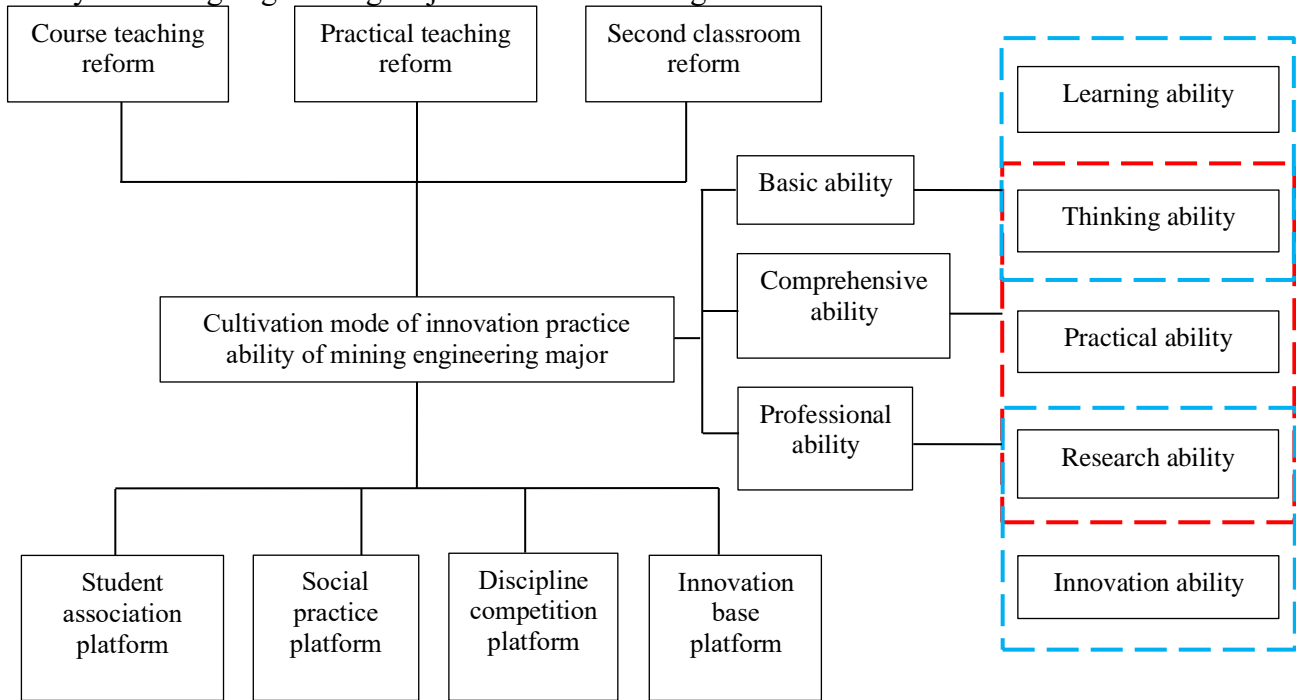 Course teaching
reform
Practical teaching
reform
Second classroom
reform
Learning ability
Basic ability
Thinking ability
Comprehensive
ability
Cultivation mode of innovation practice
ability of mining engineering major
Practical ability
Professional
ability
Research ability
Student
association
platform
Social
practice
platform
Discipline
competition
platform
Innovation
base
platform
Innovation ability